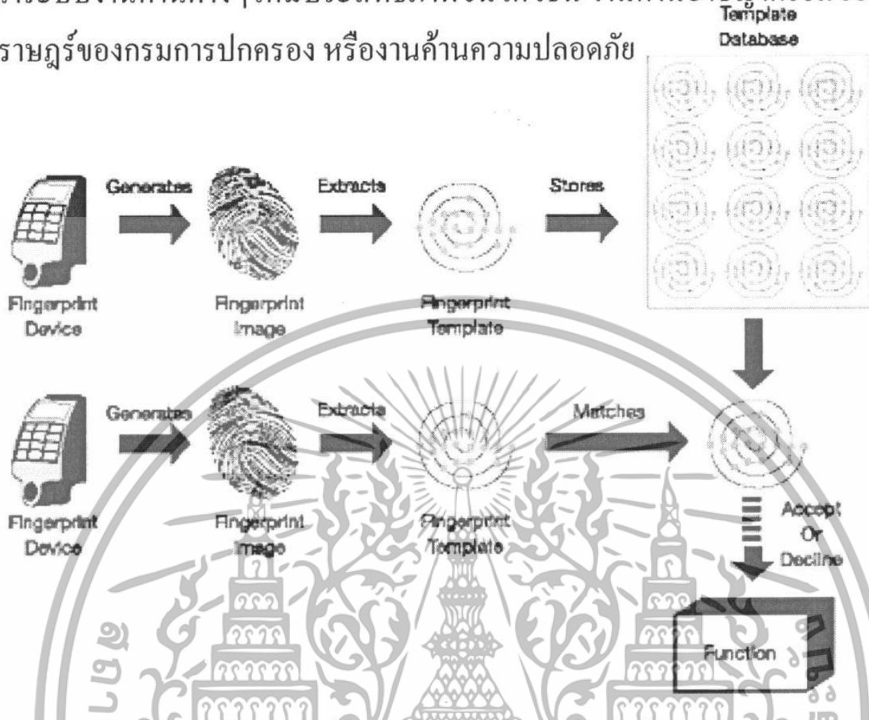 ราษฎร์ของกรมการปกครอง หรืองานด้านความปลอดภัย
Template
Database
Generates
Extracts
Stores
Fingerprint
Device
Fingerprint
Image
Fingerprint
Template
Generates
Extracts
Matches
Fingerprint
Device
Fingerprint
Image
Fingerprint
Template
Accept
Or
Decline
Function